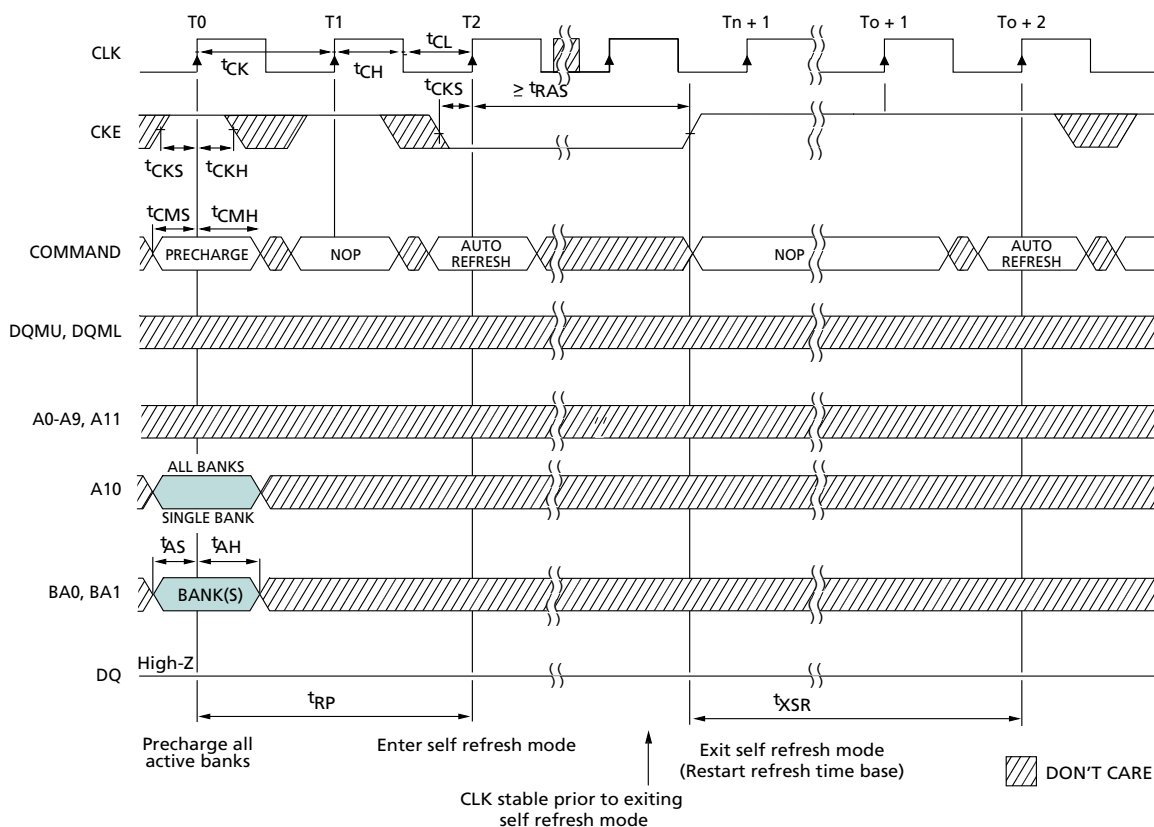 T0 T1 T2 Tn + 1 To + 1 To + 2
CLK
tCK tCH tCL
tCKS ≥ tRAS
CKE
tCKS tCKH
tCMS tCMH
COMMAND PRECHARGE NOP AUTO REFRESH NOP AUTO REFRESH
DQMU, DQML
A0-A9, A11
ALL BANKS
A10
SINGLE BANK
tAS tAH
BA0, BA1 BANK(S)
High-Z
DQ
tRP tXSR
Precharge all
active banks
Enter self refresh mode
Exit self refresh mode
(Restart refresh time base)
DON'T CARE
CLK stable prior to exiting
self refresh mode